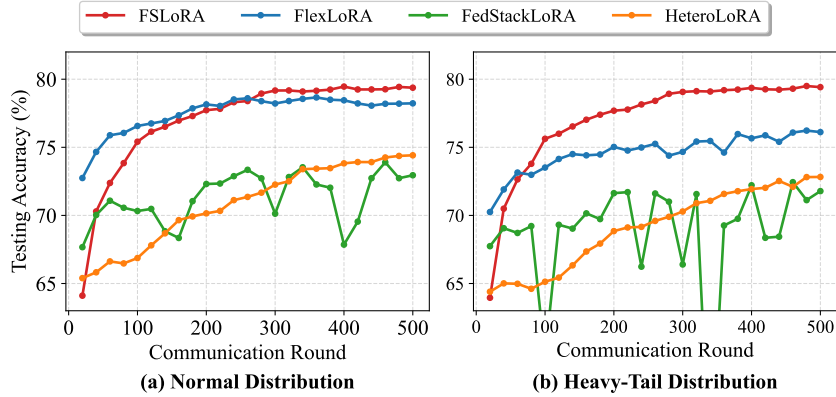 FSLoRA FlexLoRA FedStackLoRA HeteroLoRA
Testing Accuracy (%)
80
75
70
65
0 100 200 300 400 500
Communication Round
(a) Normal Distribution
80
75
70
65
0 100 200 300 400 500
Communication Round
(b) Heavy-Tail Distribution